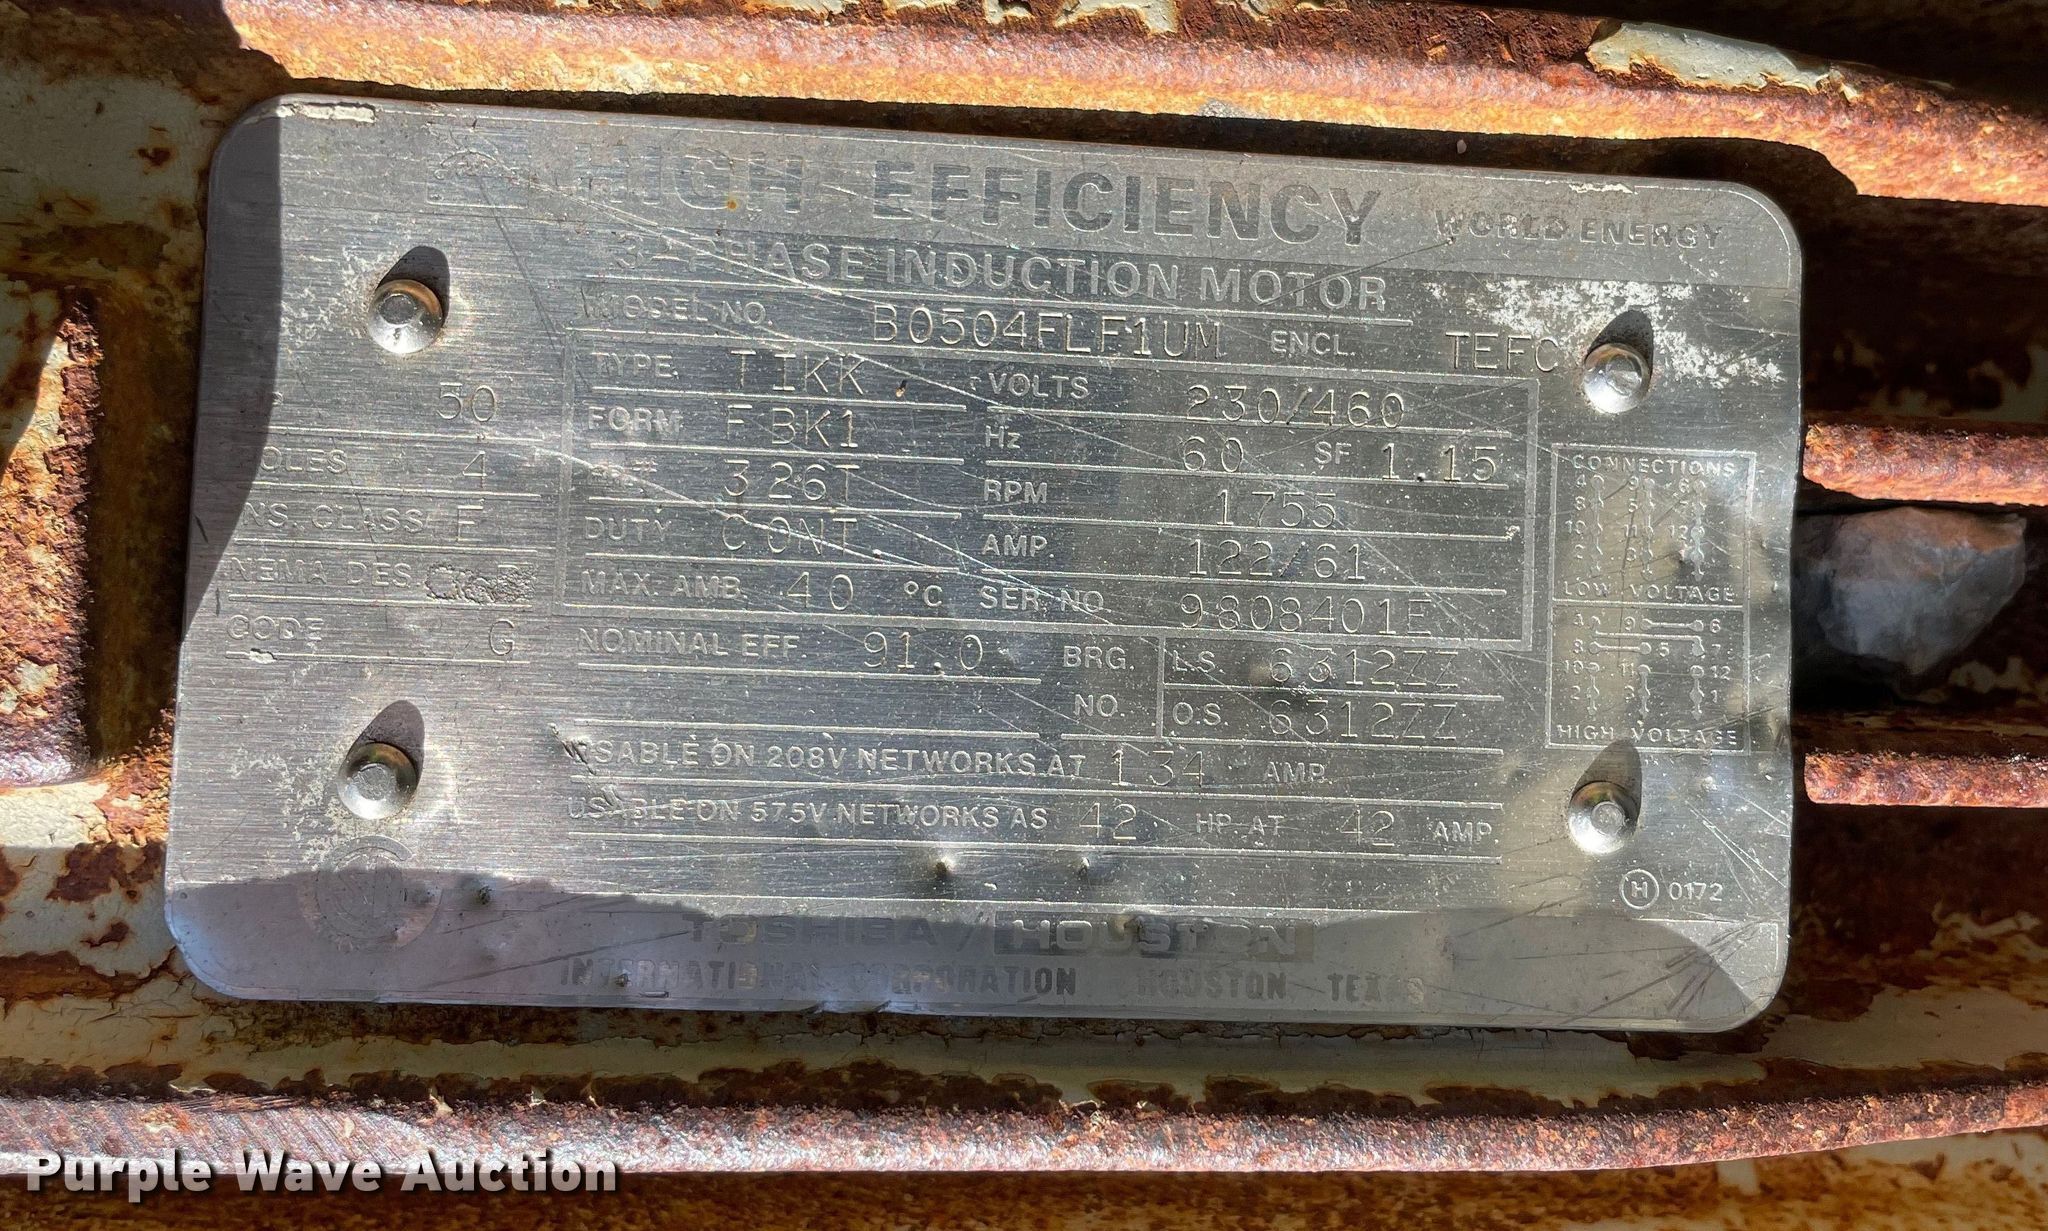 HIGH EFFICIENCY WORLD ENERGY
3-PHASE INDUCTION MOTOR
MODEL NO. B0504FLF1UM ENCL. TEFC
50
TYPE. TIKK VOLTS 230/460
FORM FBK1 Hz 60 SF 1.15
POLES 4 326T RPM 1755
INS. CLASS F DUTY CONT AMP. 122/61
NEMA DES. MAX. AMB. 40 °C SER. NO. 9808401E
CODE G NOMINAL EFF. 91.0 BRG. L.S. 6312ZZ
NO. O.S. 6312ZZ
USABLE ON 208V NETWORKS AT 134 AMP.
USABLE ON 575V NETWORKS AS 42 HP AT 42 AMP
CONNECTIONS
LOW VOLTAGE
HIGH VOLTAGE
H 0172
TOSHIBA/HOUSTON
INTERNATIONAL CORPORATION HOUSTON, TEXAS
Purple Wave Auction